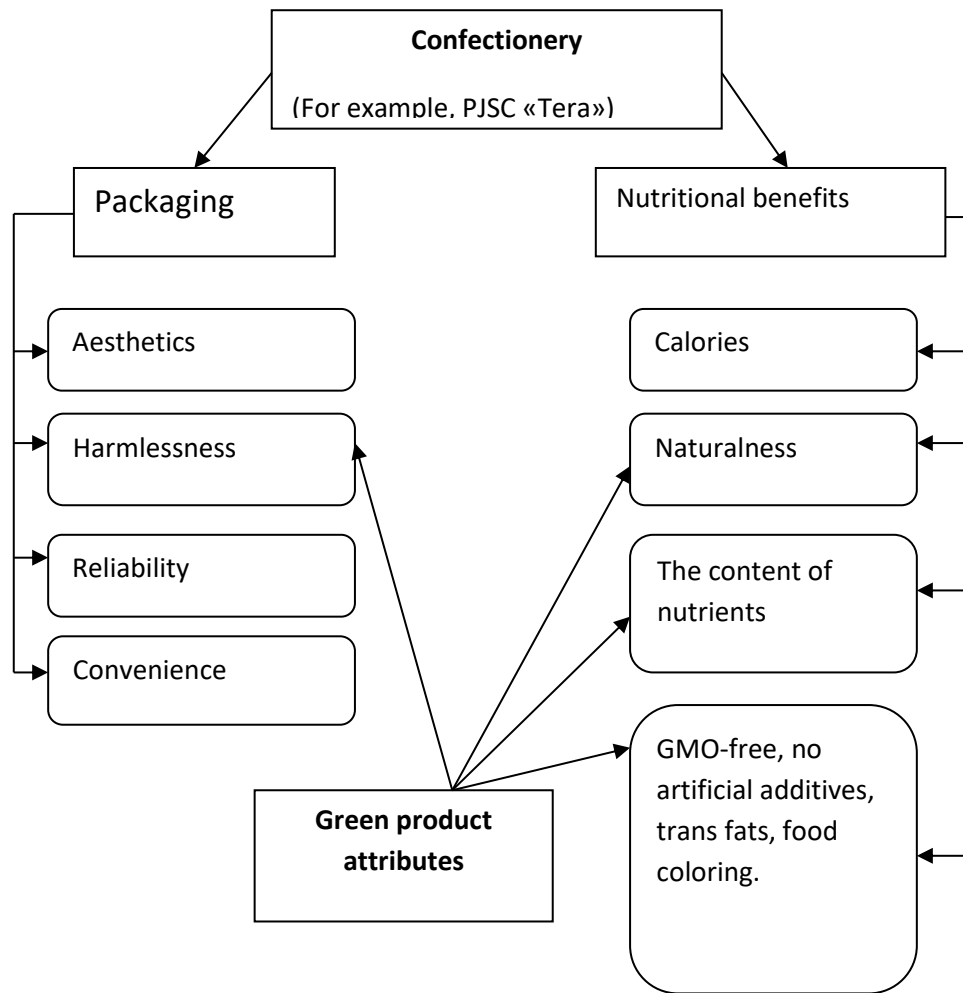 Confectionery
(For example, PJSC «Tera»)
Packaging
Nutritional benefits
Aesthetics
Calories
Harmlessness
Naturalness
Reliability
The content of
nutrients
Convenience
GMO-free, no
artificial additives,
trans fats, food
coloring.
Green product
attributes